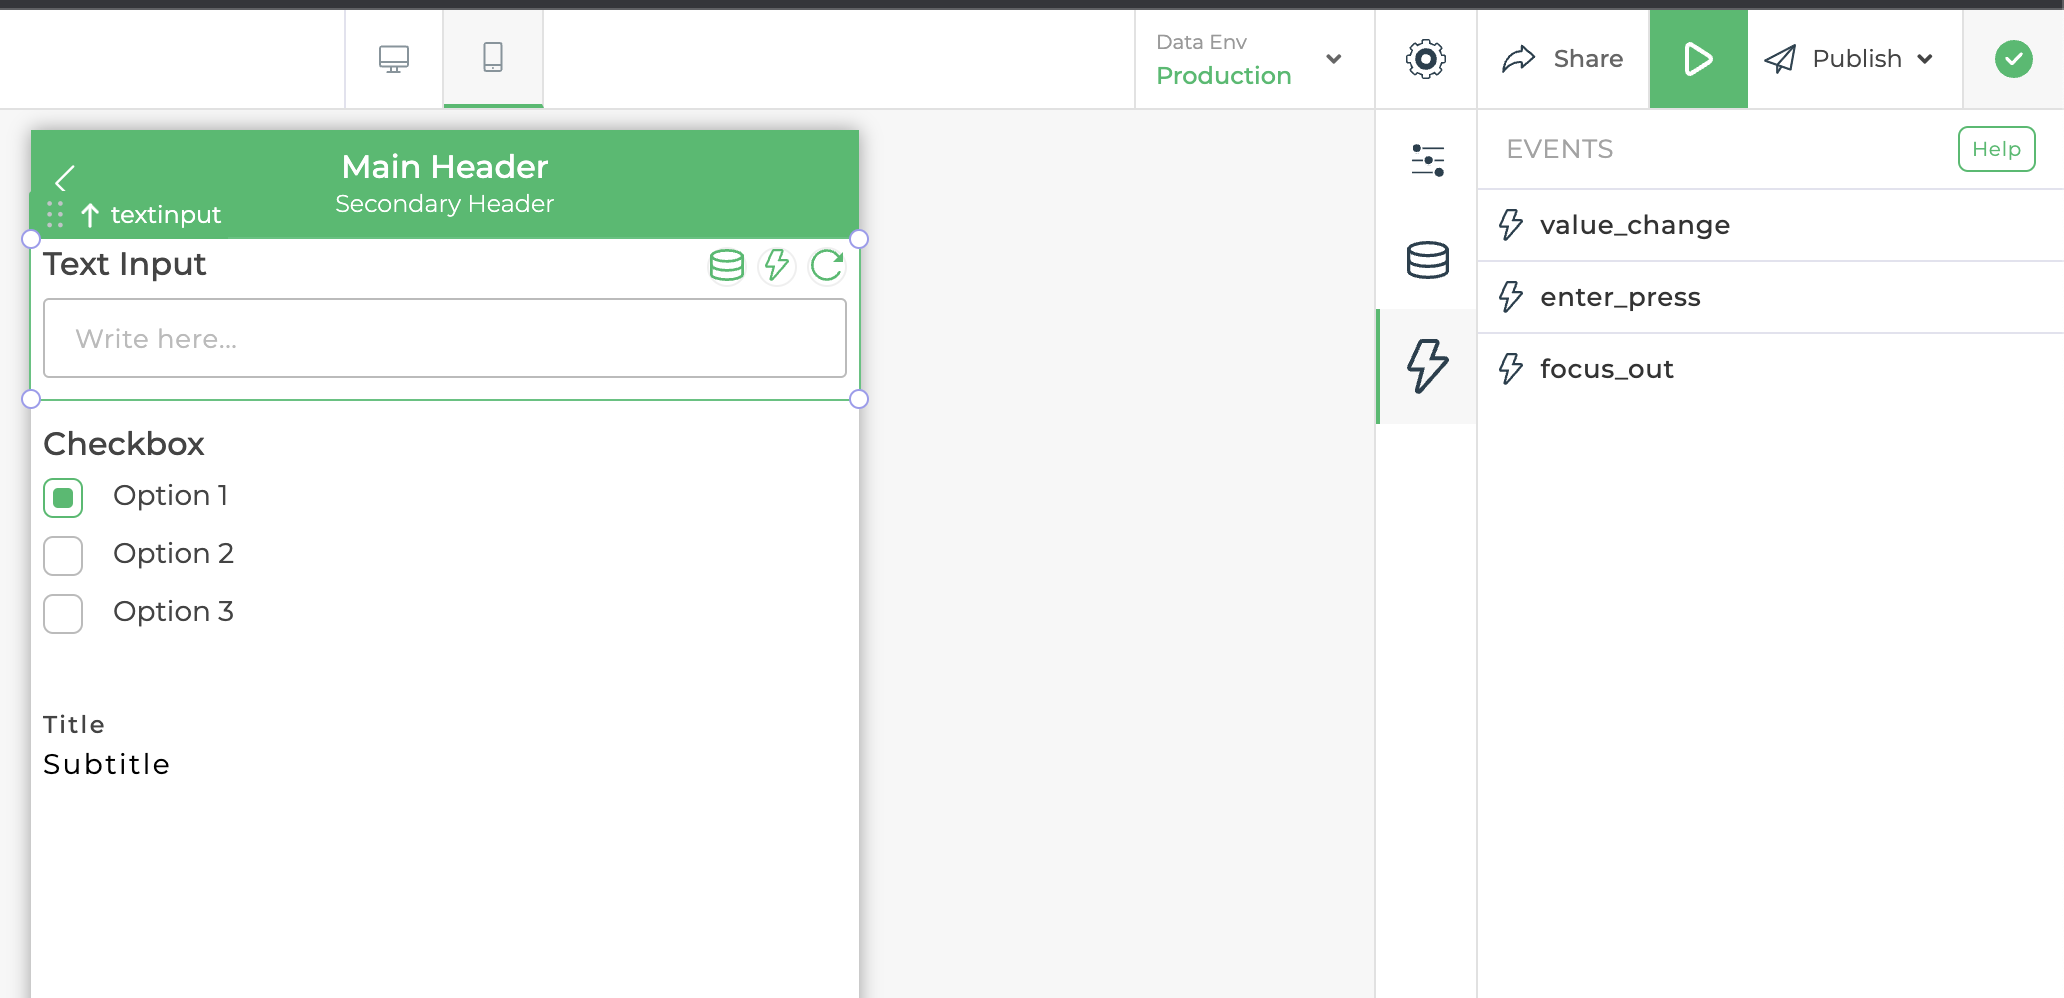 Data Env
Production
Share
Publish
Main Header
Secondary Header
textinput
Text Input
Write here...
Checkbox
Option 1
Option 2
Option 3
Title
Subtitle
EVENTS
Help
value_change
enter_press
focus_out